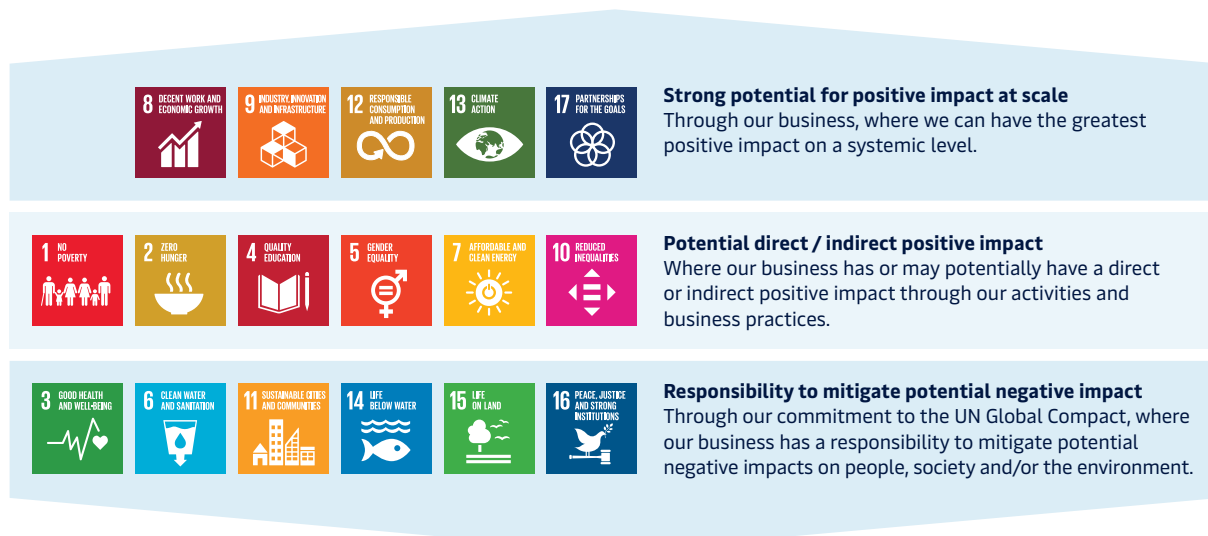 8 DECENT WORK AND
ECONOMIC GROWTH
9 INDUSTRY, INNOVATION
AND INFRASTRUCTURE
12 RESPONSIBLE
CONSUMPTION
AND PRODUCTION
13 CLIMATE
ACTION
17 PARTNERSHIPS
FOR THE GOALS
Strong potential for positive impact at scale
Through our business, where we can have the greatest
positive impact on a systemic level.
1 NO
POVERTY
2 ZERO
HUNGER
4 QUALITY
EDUCATION
5 GENDER
EQUALITY
7 AFFORDABLE AND
CLEAN ENERGY
10 REDUCED
INEQUALITIES
Potential direct / indirect positive impact
Where our business has or may potentially have a direct
or indirect positive impact through our activities and
business practices.
3 GOOD HEALTH
AND WELL-BEING
6 CLEAN WATER
AND SANITATION
11 SUSTAINABLE CITIES
AND COMMUNITIES
14 LIFE
BELOW WATER
15 LIFE
ON LAND
16 PEACE, JUSTICE
AND STRONG
INSTITUTIONS
Responsibility to mitigate potential negative impact
Through our commitment to the UN Global Compact, where
our business has a responsibility to mitigate potential
negative impacts on people, society and/or the environment.